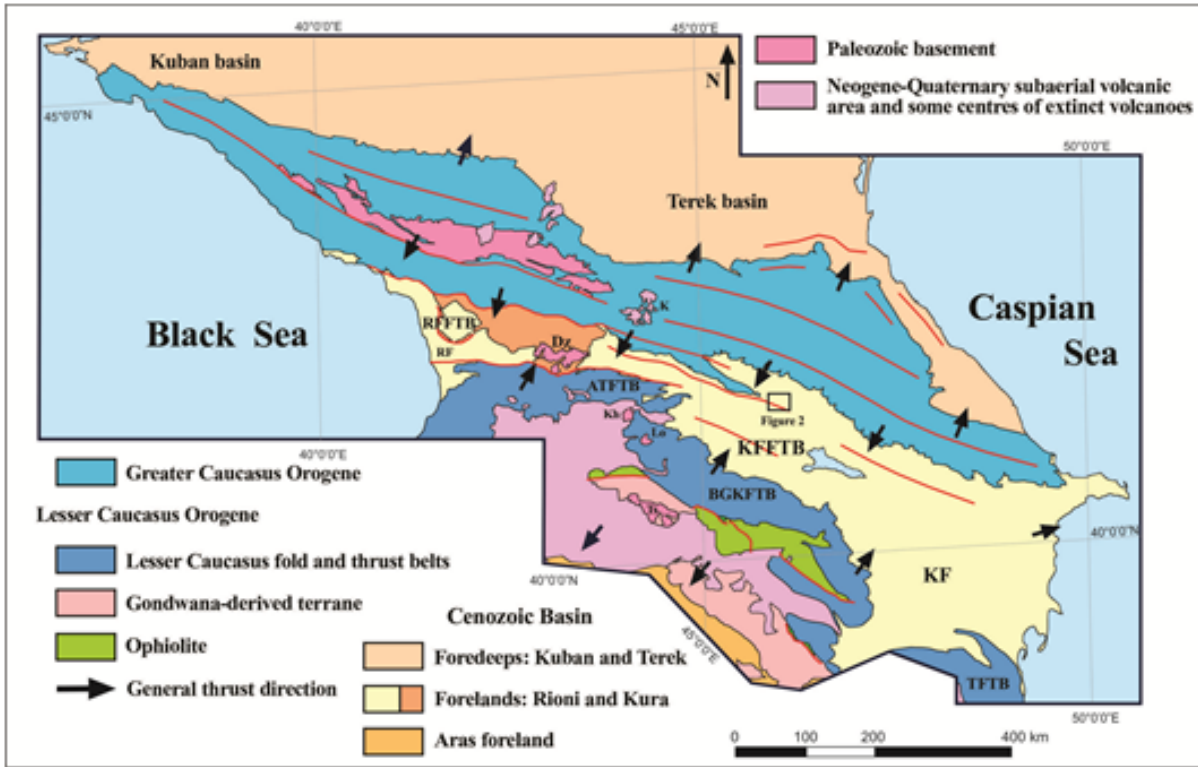 40°0'0"E
45°0'0"E
Kuban basin
N
Paleozoic basement
Neogene-Quaternary subaerial volcanic
area and some centres of extinct volcanoes
45°0'0"N
50°0'0"E
Terek basin
Black Sea
Caspian
Sea
K
RFFTB
RF
Dz
ATFTB
Kh
Lo
Figure 2
KFFTB
BGKFTB
KF
TFTB
40°0'0"E
40°0'0"N
40°0'0"N
45°0'0"E
50°0'0"E
Greater Caucasus Orogene
Lesser Caucasus Orogene
Lesser Caucasus fold and thrust belts
Gondwana-derived terrane
Ophiolite
General thrust direction
Cenozoic Basin
Foredeeps: Kuban and Terek
Forelands: Rioni and Kura
Aras foreland
0 100 200 400 km